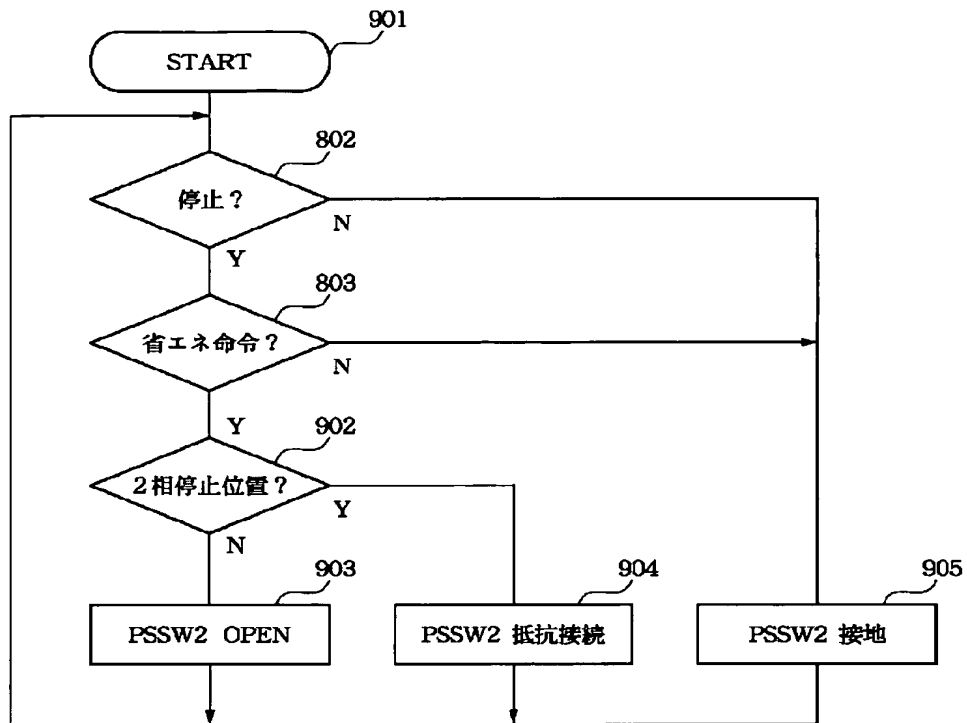 901
START
802
停止？
N
Y
803
省エネ命令？
N
Y
902
2相停止位置？
Y
N
903
PSSW2 OPEN
904
PSSW2 抵抗接続
905
PSSW2 接地